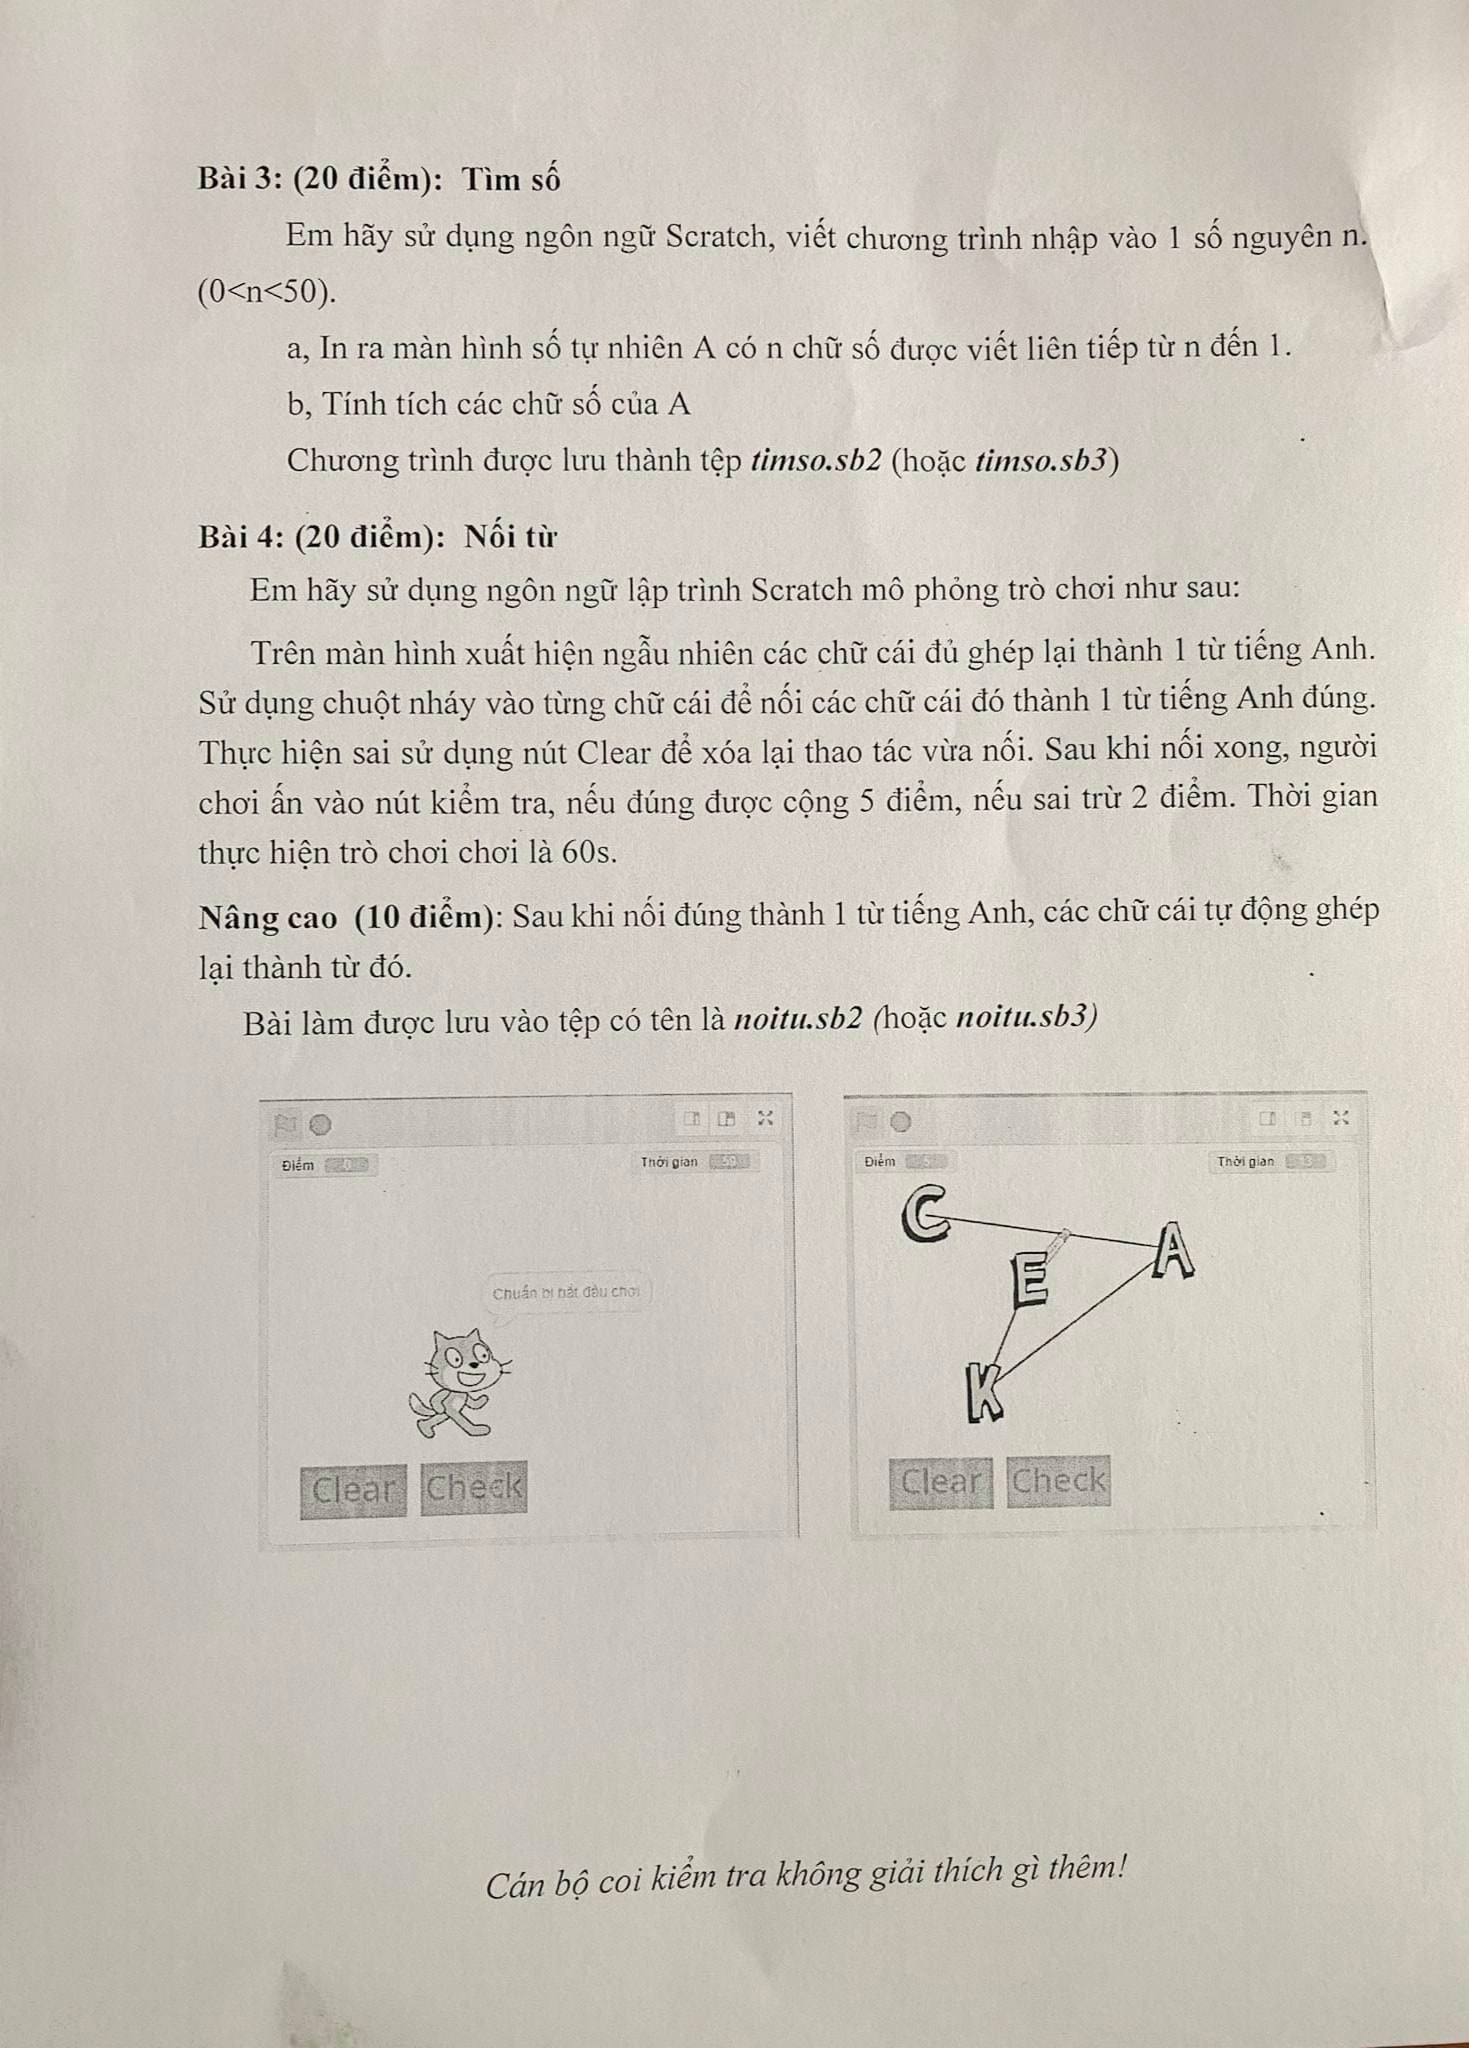 Bài 3: (20 điểm): Tìm số
Em hãy sử dụng ngôn ngữ Scratch, viết chương trình nhập vào 1 số nguyên n.
(0<n<50).
a, In ra màn hình số tự nhiên A có n chữ số được viết liên tiếp từ n đến 1.
b, Tính tích các chữ số của A
Chương trình được lưu thành tệp timso.sb2 (hoặc timso.sb3)
Bài 4: (20 điểm): Nối từ
Em hãy sử dụng ngôn ngữ lập trình Scratch mô phỏng trò chơi như sau:
Trên màn hình xuất hiện ngẫu nhiên các chữ cái đủ ghép lại thành 1 từ tiếng Anh.
Sử dụng chuột nháy vào từng chữ cái để nối các chữ cái đó thành 1 từ tiếng Anh đúng.
Thực hiện sai sử dụng nút Clear để xóa lại thao tác vừa nối. Sau khi nối xong, người
chơi ấn vào nút kiểm tra, nếu đúng được cộng 5 điểm, nếu sai trừ 2 điểm. Thời gian
thực hiện trò chơi chơi là 60s.
Nâng cao (10 điểm): Sau khi nối đúng thành 1 từ tiếng Anh, các chữ cái tự động ghép
lại thành từ đó.
Bài làm được lưu vào tệp có tên là noitu.sb2 (hoặc noitu.sb3)
Điểm 0 Thời gian 59
Chuẩn bị bắt đầu chơi
Clear Check
Điểm 5 Thời gian
C
A
E
K
Clear Check
Cán bộ coi kiểm tra không giải thích gì thêm!